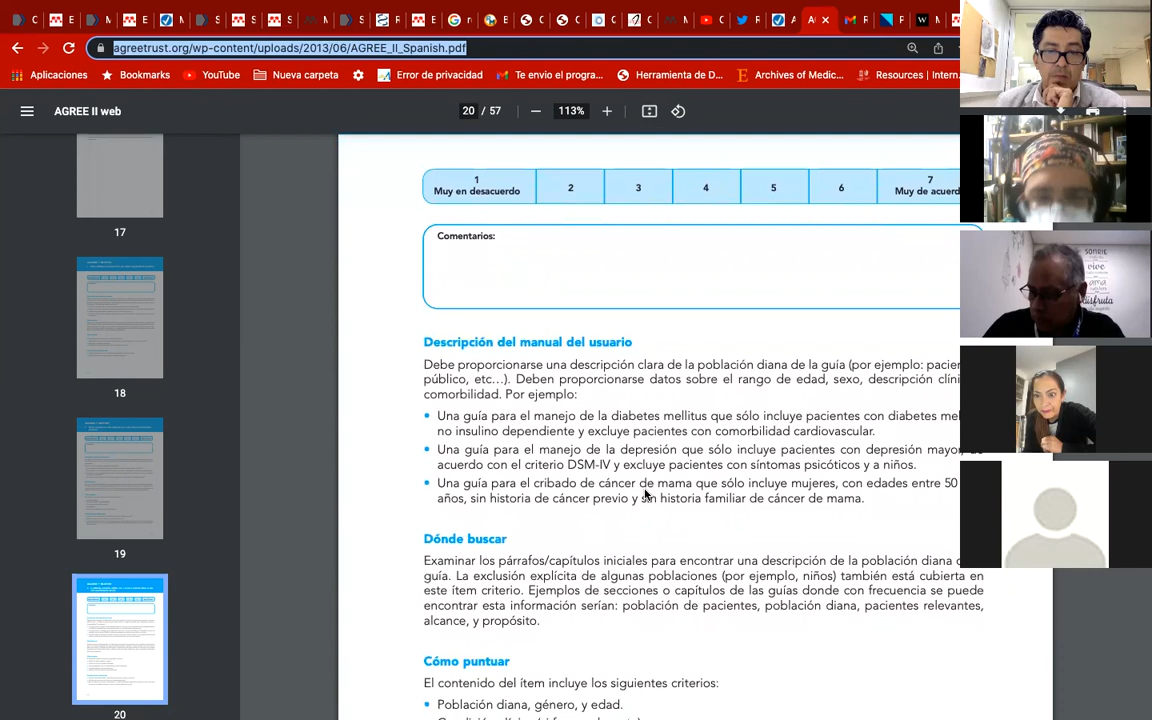 agreetrust.org/wp-content/uploads/2013/06/AGREE_II_Spanish.pdf
Aplicaciones
Bookmarks
YouTube
Nueva carpeta
Error de privacidad
Te envio el progra...
Herramienta de D...
Archives of Medic...
Resources | Intern...
AGREE II web
20 / 57
113%
17
18
19
20
1
Muy en desacuerdo
2
3
4
5
6
7
Muy de acuerd
Comentarios:
Descripción del manual del usuario
Debe proporcionarse una descripción clara de la población diana de la guía (por ejemplo: pacien
público, etc...). Deben proporcionarse datos sobre el rango de edad, sexo, descripción clíni
comorbilidad. Por ejemplo:
• Una guía para el manejo de la diabetes mellitus que sólo incluye pacientes con diabetes mel
no insulino dependiente y excluye pacientes con comorbilidad cardiovascular.
• Una guía para el manejo de la depresión que sólo incluye pacientes con depresión mayor, de
acuerdo con el criterio DSM-IV y excluye pacientes con síntomas psicóticos y a niños.
• Una guía para el cribado de cáncer de mama que sólo incluye mujeres, con edades entre 50
años, sin historia de cáncer previo y sin historia familiar de cáncer de mama.
Dónde buscar
Examinar los párrafos/capítulos iniciales para encontrar una descripción de la población diana d
guía. La exclusión explícita de algunas poblaciones (por ejemplo, niños) también está cubierta en
este ítem criterio. Ejemplos de secciones o capítulos de las guías donde con frecuencia se puede
encontrar esta información serían: población de pacientes, población diana, pacientes relevantes,
alcance, y propósito.
Cómo puntuar
El contenido del ítem incluye los siguientes criterios:
• Población diana, género, y edad.
SONRIE
vive
ama
disfruta